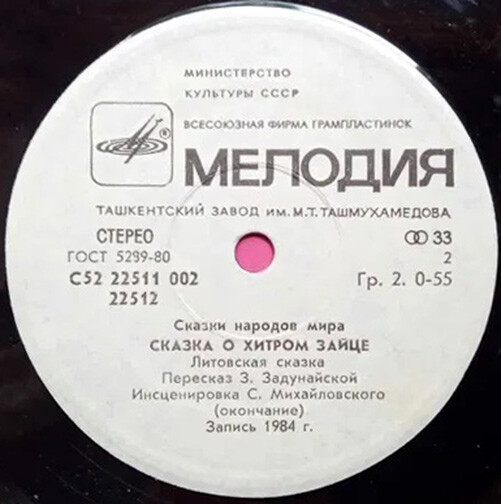 МИНИСТЕРСТВО
КУЛЬТУРЫ СССР
ВСЕСОЮЗНАЯ ФИРМА ГРАМПЛАСТИНОК
МЕЛОДИЯ
ТАШКЕНТСКИЙ ЗАВОД ИМ. М.Т. ТАШМУХАМЕДОВА
СТЕРЕО 33
ГОСТ 5289-80 2
С52 22511 002 Гр. 2. 0-55
22512
Сказки народов мира
СКАЗКА О ХИТРОМ ЗАЙЦЕ
Литовская сказка
Пересказ З. Задунайской
Инсценировка С. Михайловского
(окончание)
Запись 1984 г.